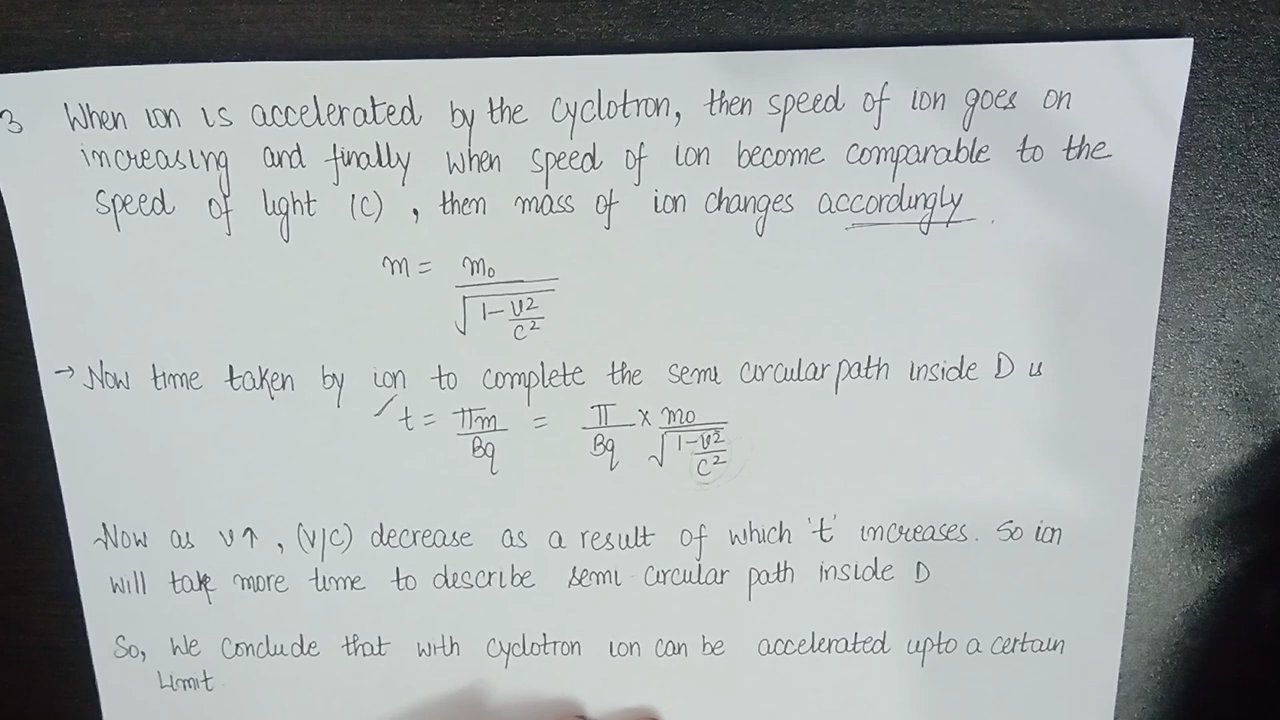 3 When ion is accelerated by the cyclotron, then speed of ion goes on
increasing and finally when speed of ion become comparable to the
speed of light (C), then mass of ion changes accordingly.
m = m₀ / √(1 - v²/c²)
→ Now time taken by ion to complete the semi circular path inside D is
t = πm/Bq = π/Bq × m₀ / √(1 - v²/c²)
Now as v↑, (v/c) decrease as a result of which 't' increases. So ion
will take more time to describe semi-circular path inside D
So, We conclude that with cyclotron ion can be accelerated upto a certain
Limit.